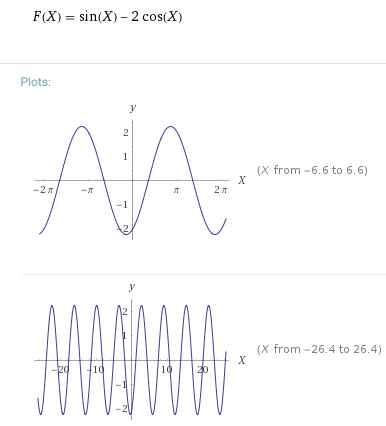 F(X) = sin(X) – 2 cos(X)
Plots:
y
2
1
−2 π −π π 2 π X (X from −6.6 to 6.6)
−1
−2
y
2
1
X (X from −26.4 to 26.4)
−20 −10 10 20
−1
−2